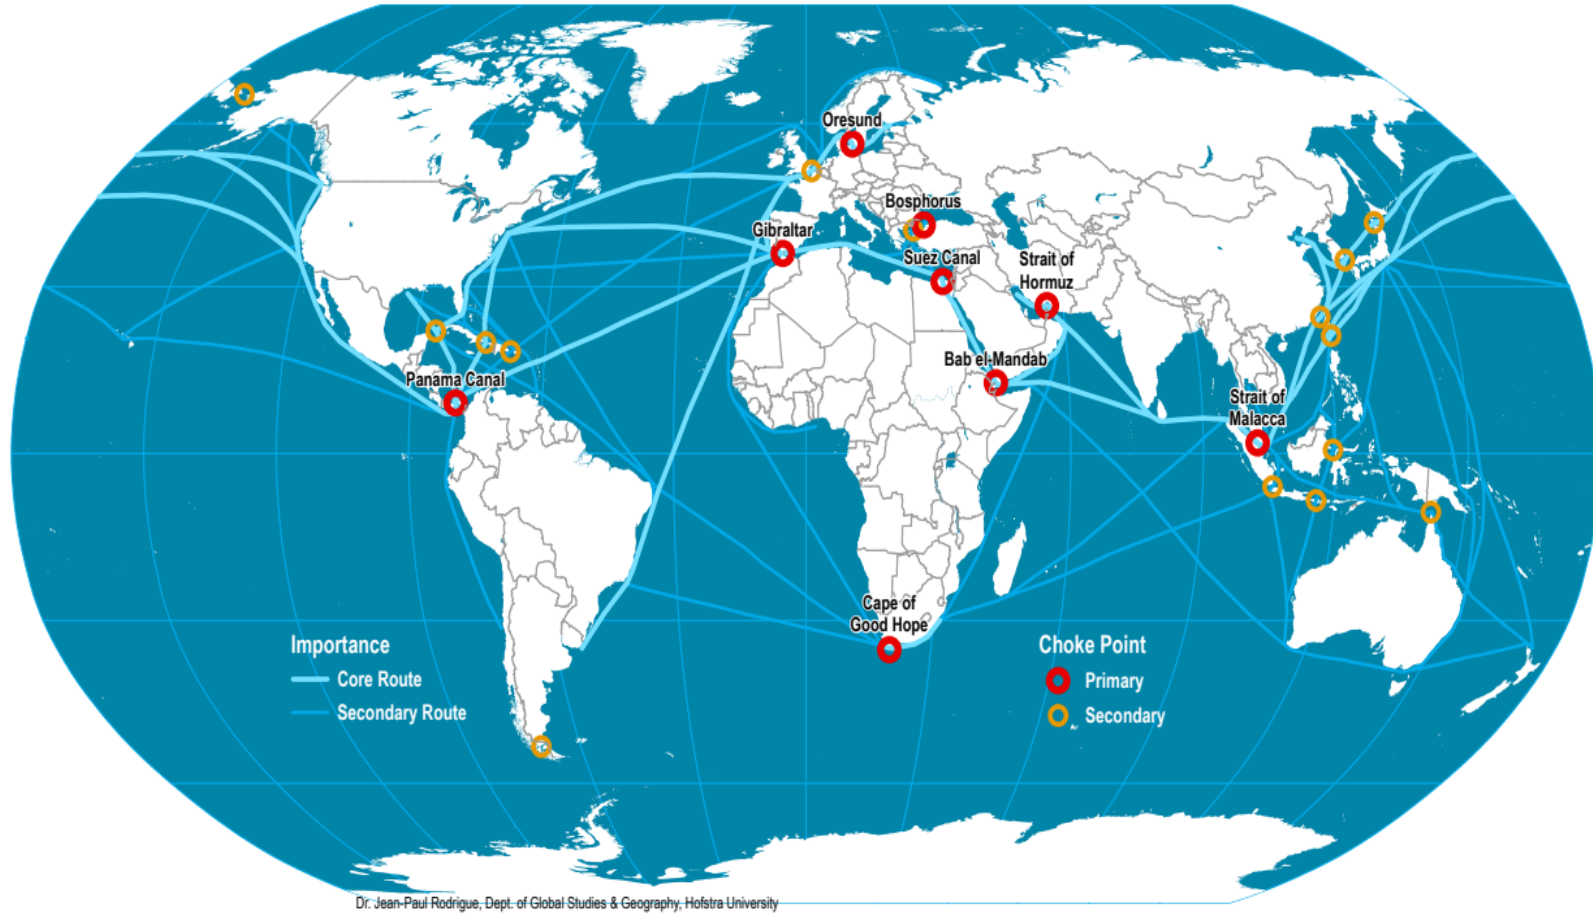 Oresund
Bosphorus
Gibraltar
Suez Canal
Strait of
Hormuz
Bab el-Mandab
Panama Canal
Strait of
Malacca
Cape of
Good Hope
Importance
Core Route
Secondary Route
Choke Point
Primary
Secondary
Dr. Jean-Paul Rodrigue, Dept. of Global Studies & Geography, Hofstra University